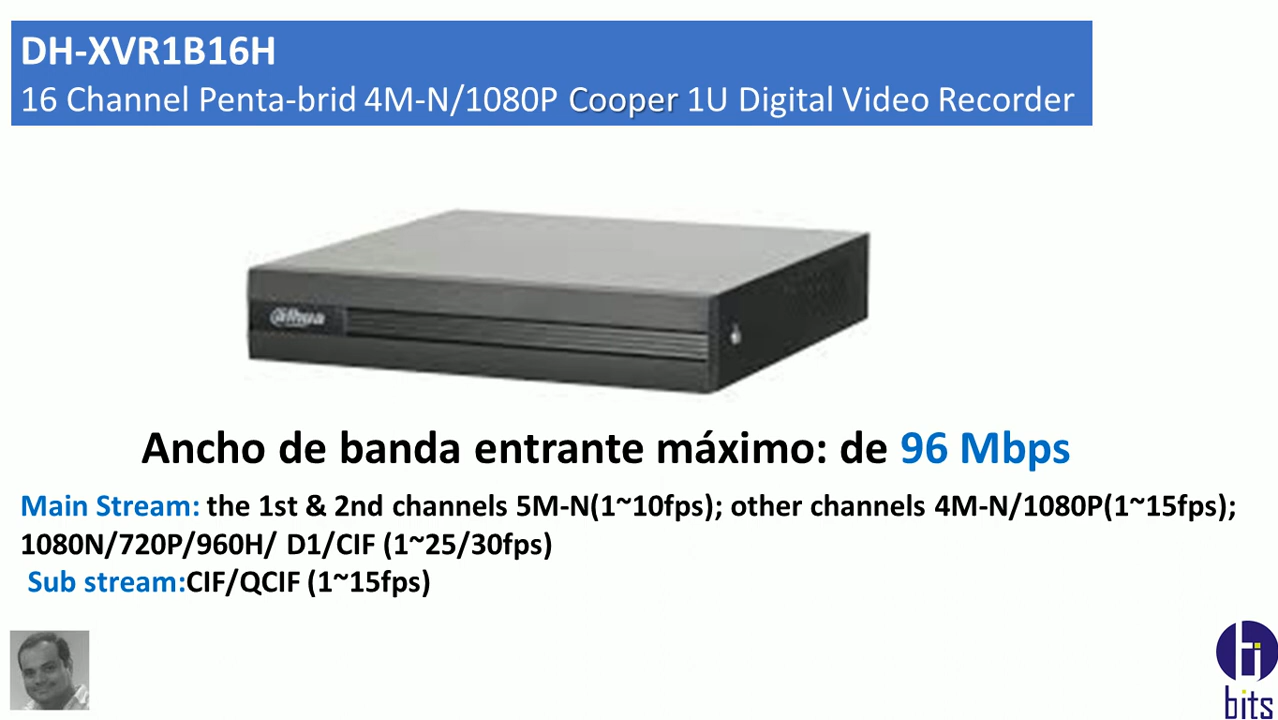 DH-XVR1B16H
16 Channel Penta-brid 4M-N/1080P Cooper 1U Digital Video Recorder
alhua
Ancho de banda entrante máximo: de 96 Mbps
Main Stream: the 1st & 2nd channels 5M-N(1~10fps); other channels 4M-N/1080P(1~15fps);
1080N/720P/960H/ D1/CIF (1~25/30fps)
Sub stream:CIF/QCIF (1~15fps)
bits